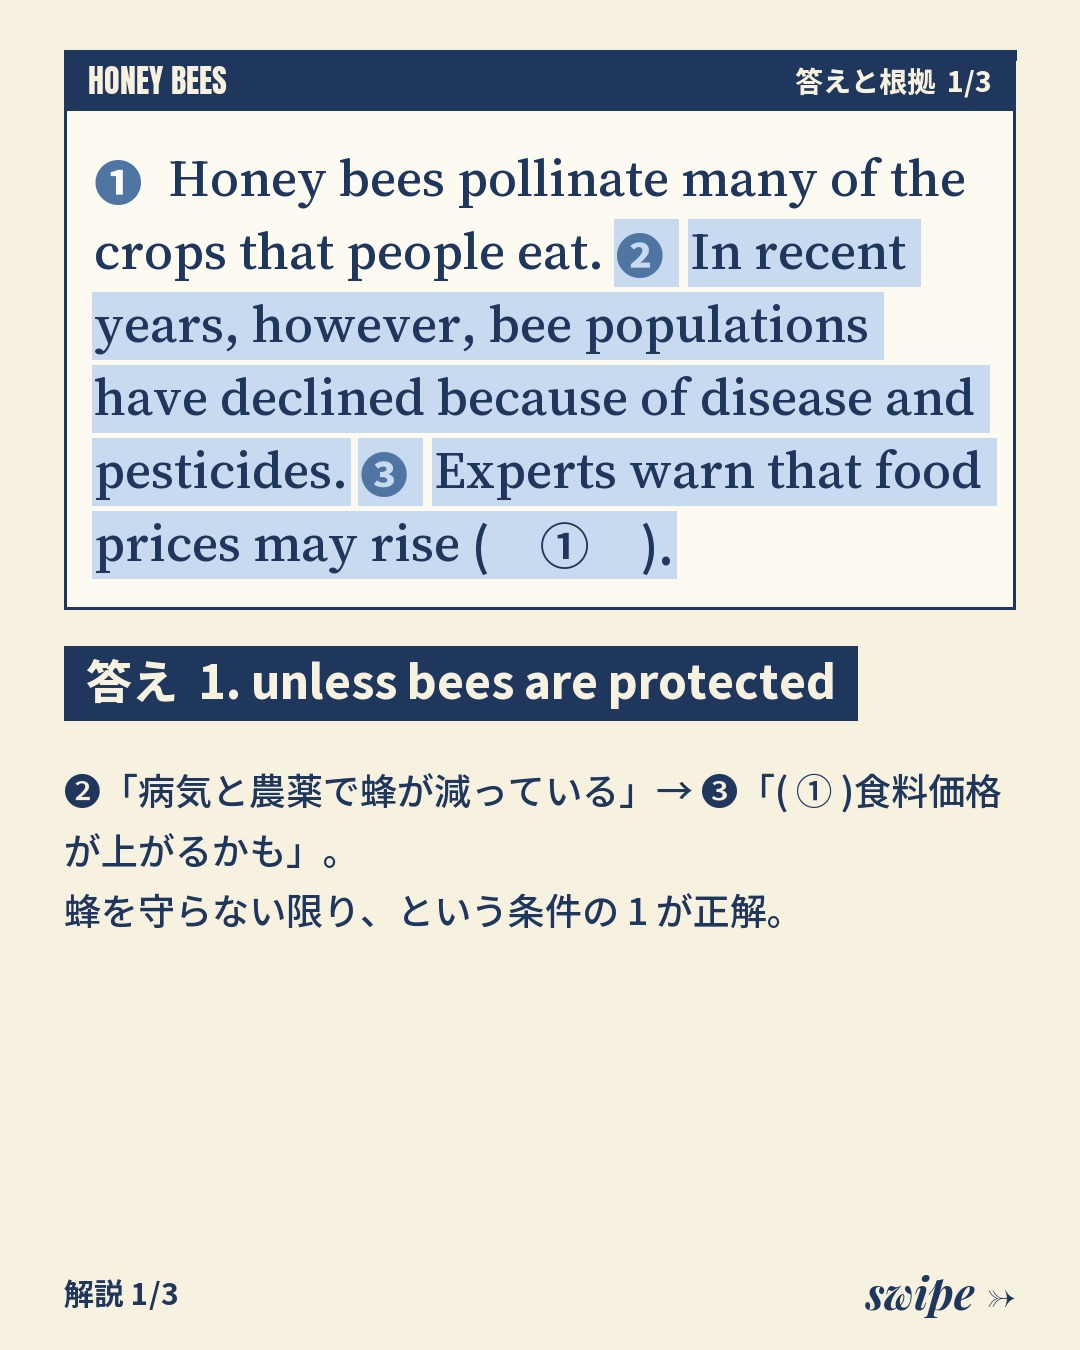 HONEY BEES
答えと根拠 1/3
❶ Honey bees pollinate many of the
crops that people eat. ❷ In recent
years, however, bee populations
have declined because of disease and
pesticides. ❸ Experts warn that food
prices may rise ( ① ).
答え 1. unless bees are protected
❷「病気と農薬で蜂が減っている」→ ❸「( ① )食料価格
が上がるかも」。
蜂を守らない限り、という条件の 1 が正解。
解説 1/3
swipe